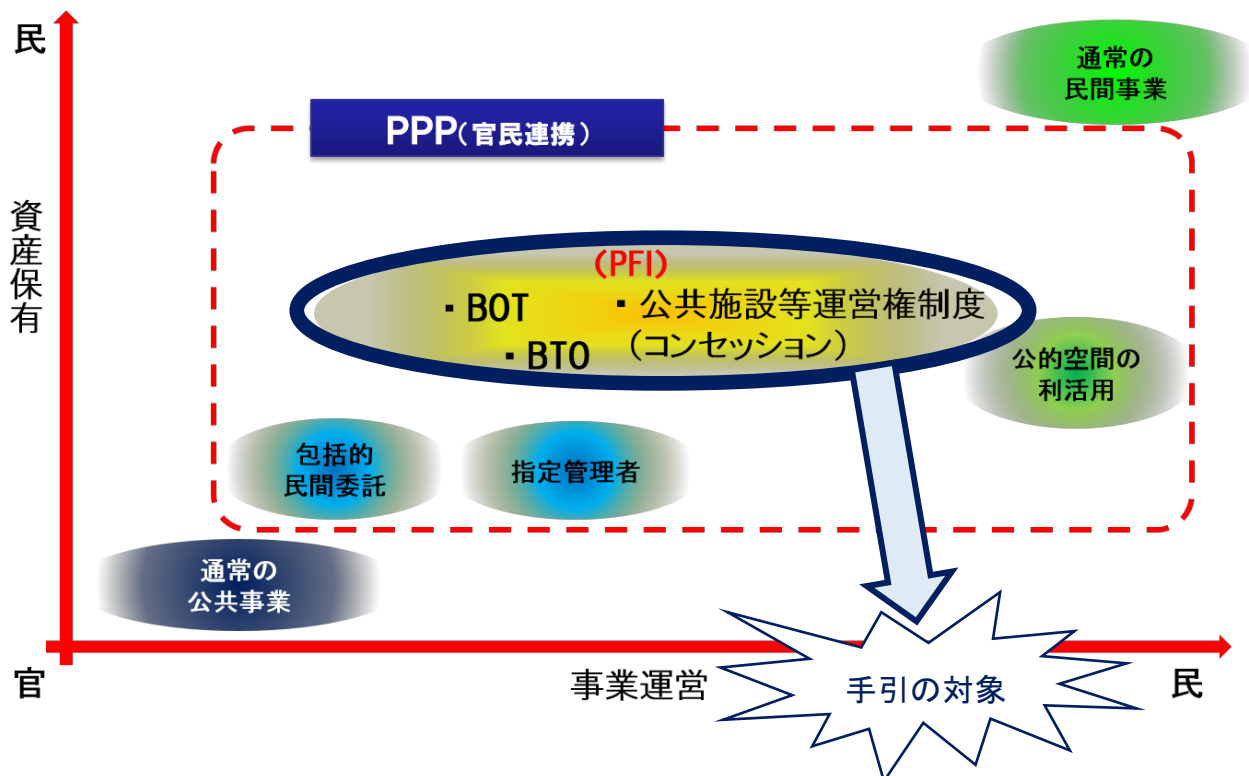 民
通常の
民間事業
PPP(官民連携)
資産保有
(PFI)
・BOT
・公共施設等運営権制度
(コンセッション)
・BTO
公的空間の
利活用
包括的
民間委託
指定管理者
通常の
公共事業
官
事業運営
手引の対象
民